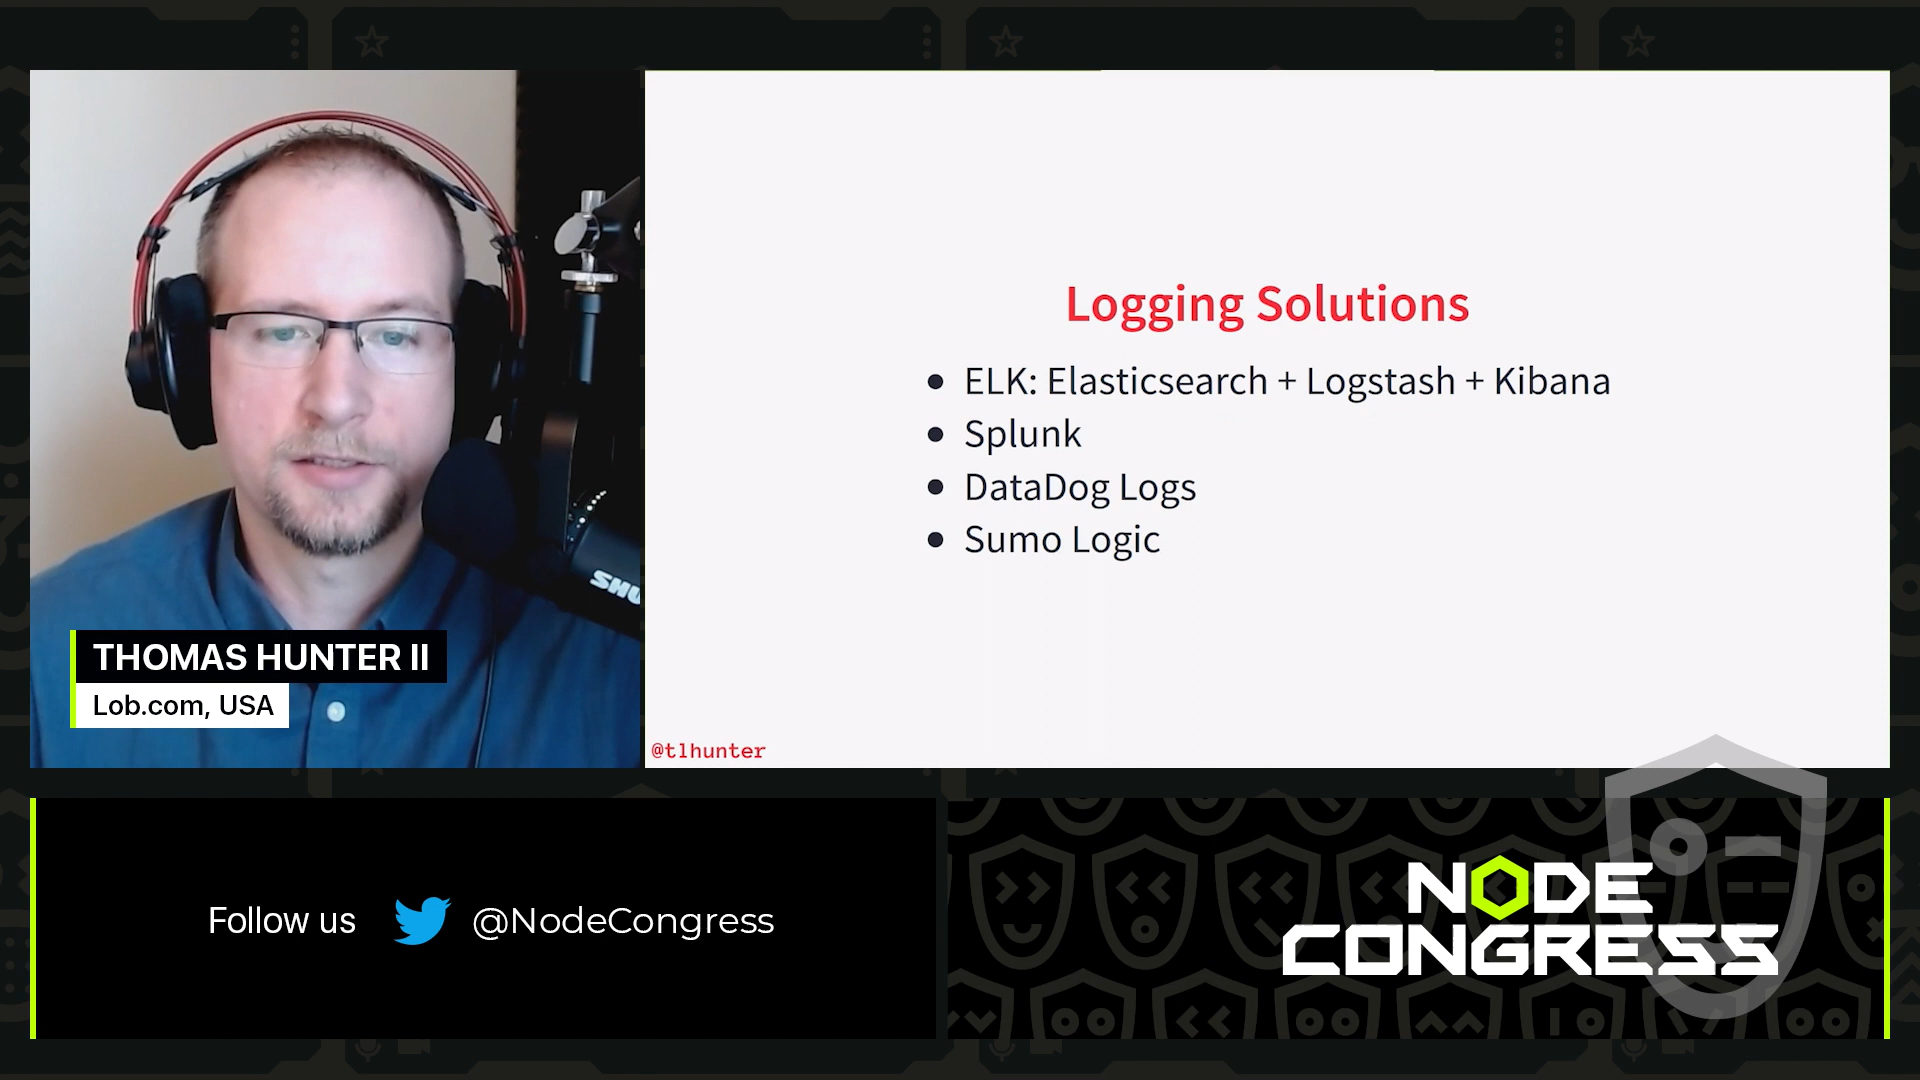 Logging Solutions
• ELK: Elasticsearch + Logstash + Kibana
• Splunk
• DataDog Logs
• Sumo Logic
@tlhunter
THOMAS HUNTER II
Lob.com, USA
Follow us @NodeCongress
NODE
CONGRESS